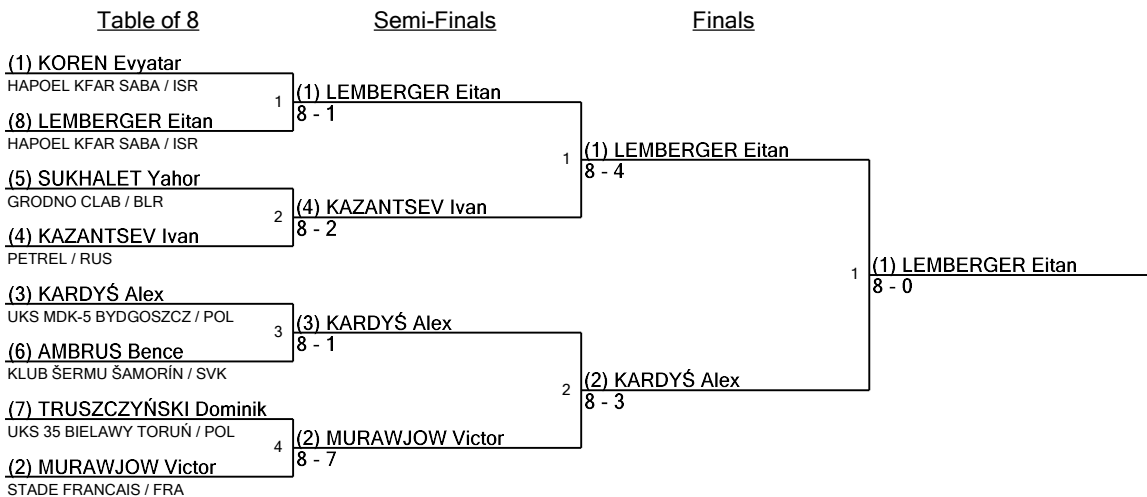 Table of 8
Semi-Finals
Finals
(1) KOREN Evyatar
HAPOEL KFAR SABA / ISR
1
(8) LEMBERGER Eitan
HAPOEL KFAR SABA / ISR
(5) SUKHALET Yahor
GRODNO CLAB / BLR
2
(4) KAZANTSEV Ivan
PETREL / RUS
(3) KARDYŚ Alex
UKS MDK-5 BYDGOSZCZ / POL
3
(6) AMBRUS Bence
KLUB ŠERMU ŠAMORÍN / SVK
(7) TRUSZCZYŃSKI Dominik
UKS 35 BIELAWY TORUŃ / POL
4
(2) MURAWJOW Victor
STADE FRANCAIS / FRA
(1) LEMBERGER Eitan
8 - 1
1
(4) KAZANTSEV Ivan
8 - 2
(3) KARDYŚ Alex
8 - 1
2
(2) MURAWJOW Victor
8 - 7
(1) LEMBERGER Eitan
8 - 4
1
(2) KARDYŚ Alex
8 - 3
(1) LEMBERGER Eitan
8 - 0